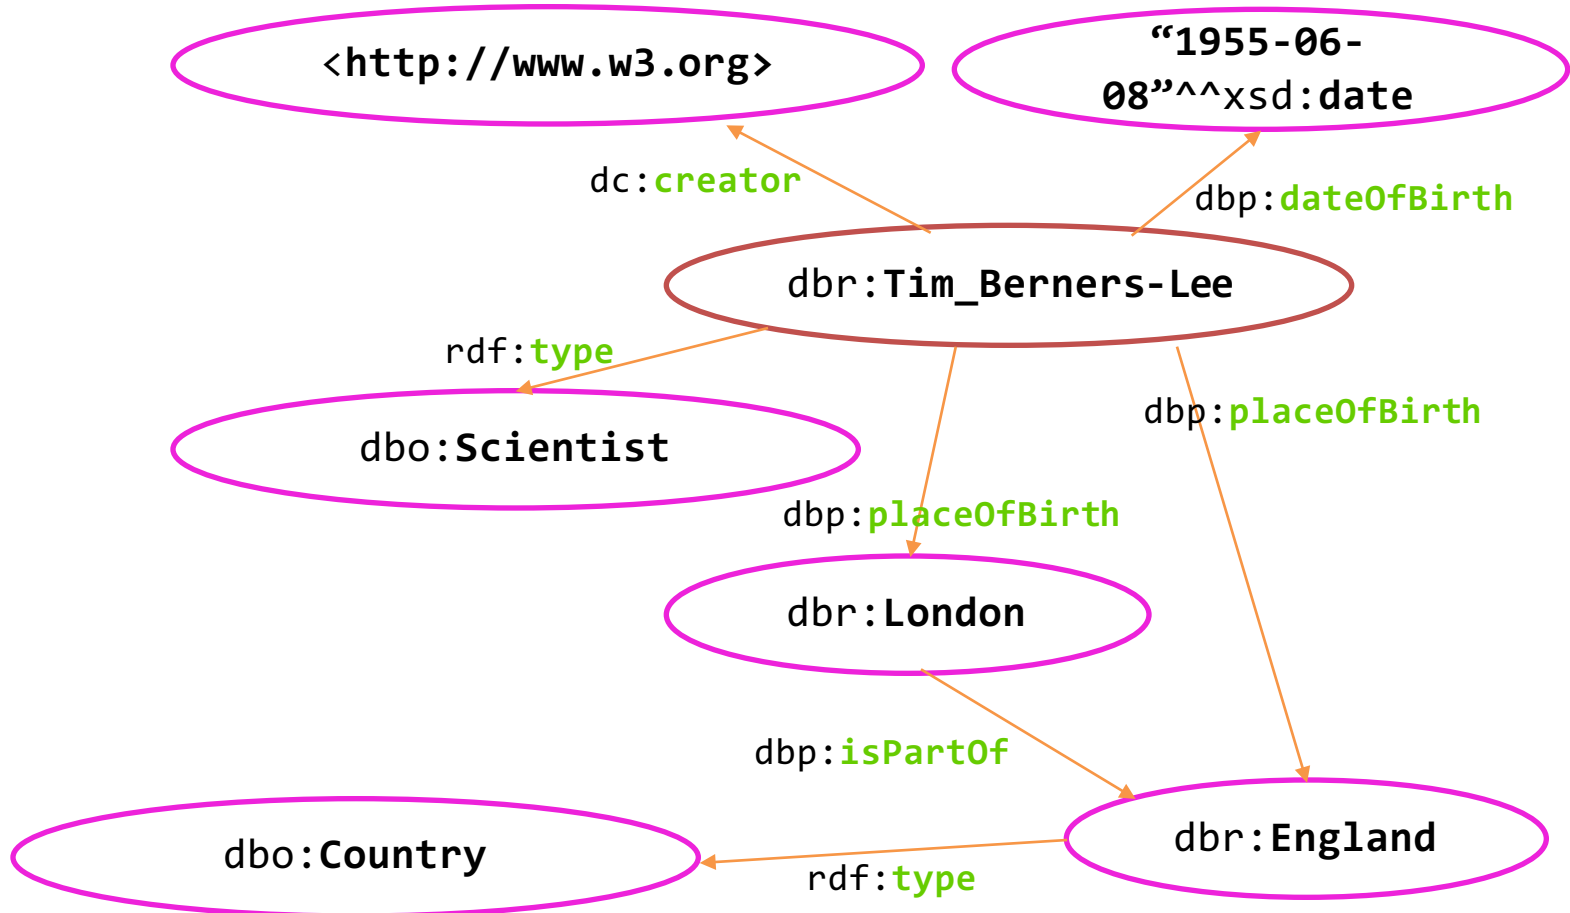 <http://www.w3.org>
“1955-06-
08”^^xsd:date
dc:creator
dbp:dateOfBirth
dbr:Tim_Berners-Lee
rdf:type
dbp:placeOfBirth
dbo:Scientist
dbp:placeOfBirth
dbr:London
dbp:isPartOf
dbr:England
dbo:Country
rdf:type